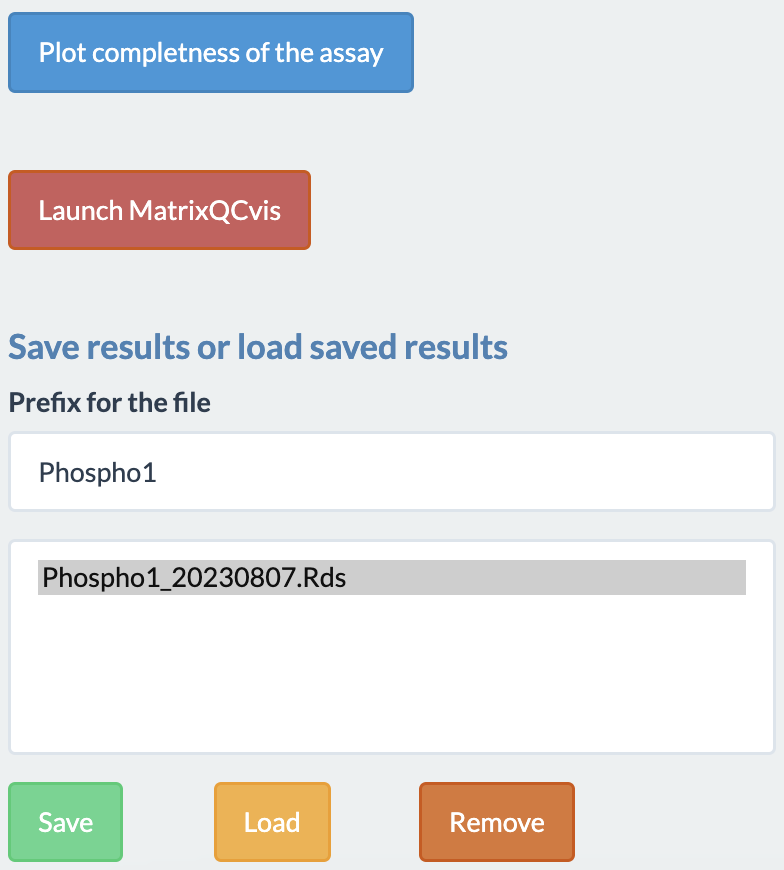 Plot completness of the assay
Launch MatrixQCvis
Save results or load saved results
Prefix for the file
Phospho1
Phospho1_20230807.Rds
Save Load Remove